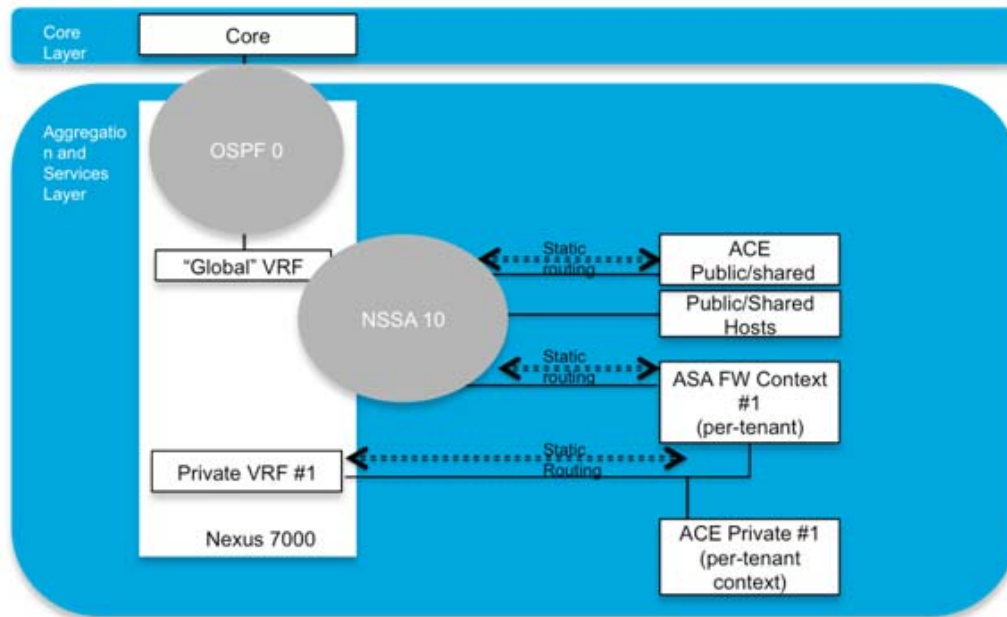 Core
Layer
Core
Aggregatio
n and
Services
Layer
OSPF 0
“Global” VRF
NSSA 10
Static
routing
ACE
Public/shared
Public/Shared
Hosts
Static
routing
ASA FW Context
#1
(per-tenant)
Private VRF #1
Static
Routing
Nexus 7000
ACE Private #1
(per-tenant
context)